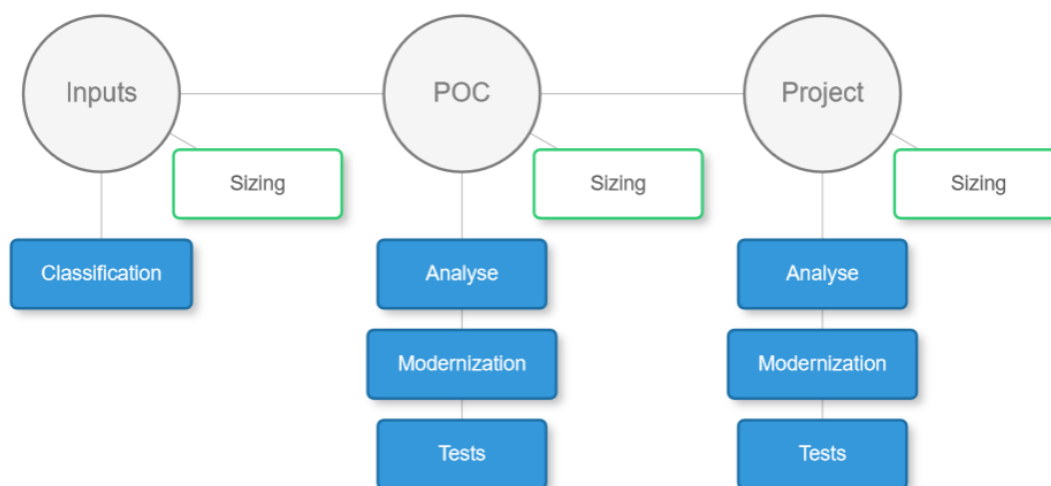 Inputs
POC
Project
Sizing
Sizing
Sizing
Classification
Analyse
Analyse
Modernization
Modernization
Tests
Tests